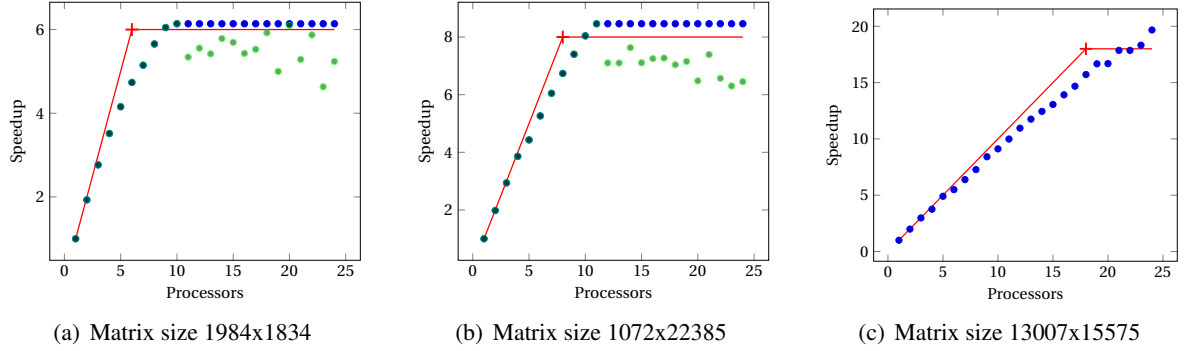 Speedup
6
4
2
0 5 10 15 20 25
Processors
(a) Matrix size 1984x1834
Speedup
8
6
4
2
0 5 10 15 20 25
Processors
(b) Matrix size 1072x22385
Speedup
20
15
10
5
0
0 5 10 15 20 25
Processors
(c) Matrix size 13007x15575